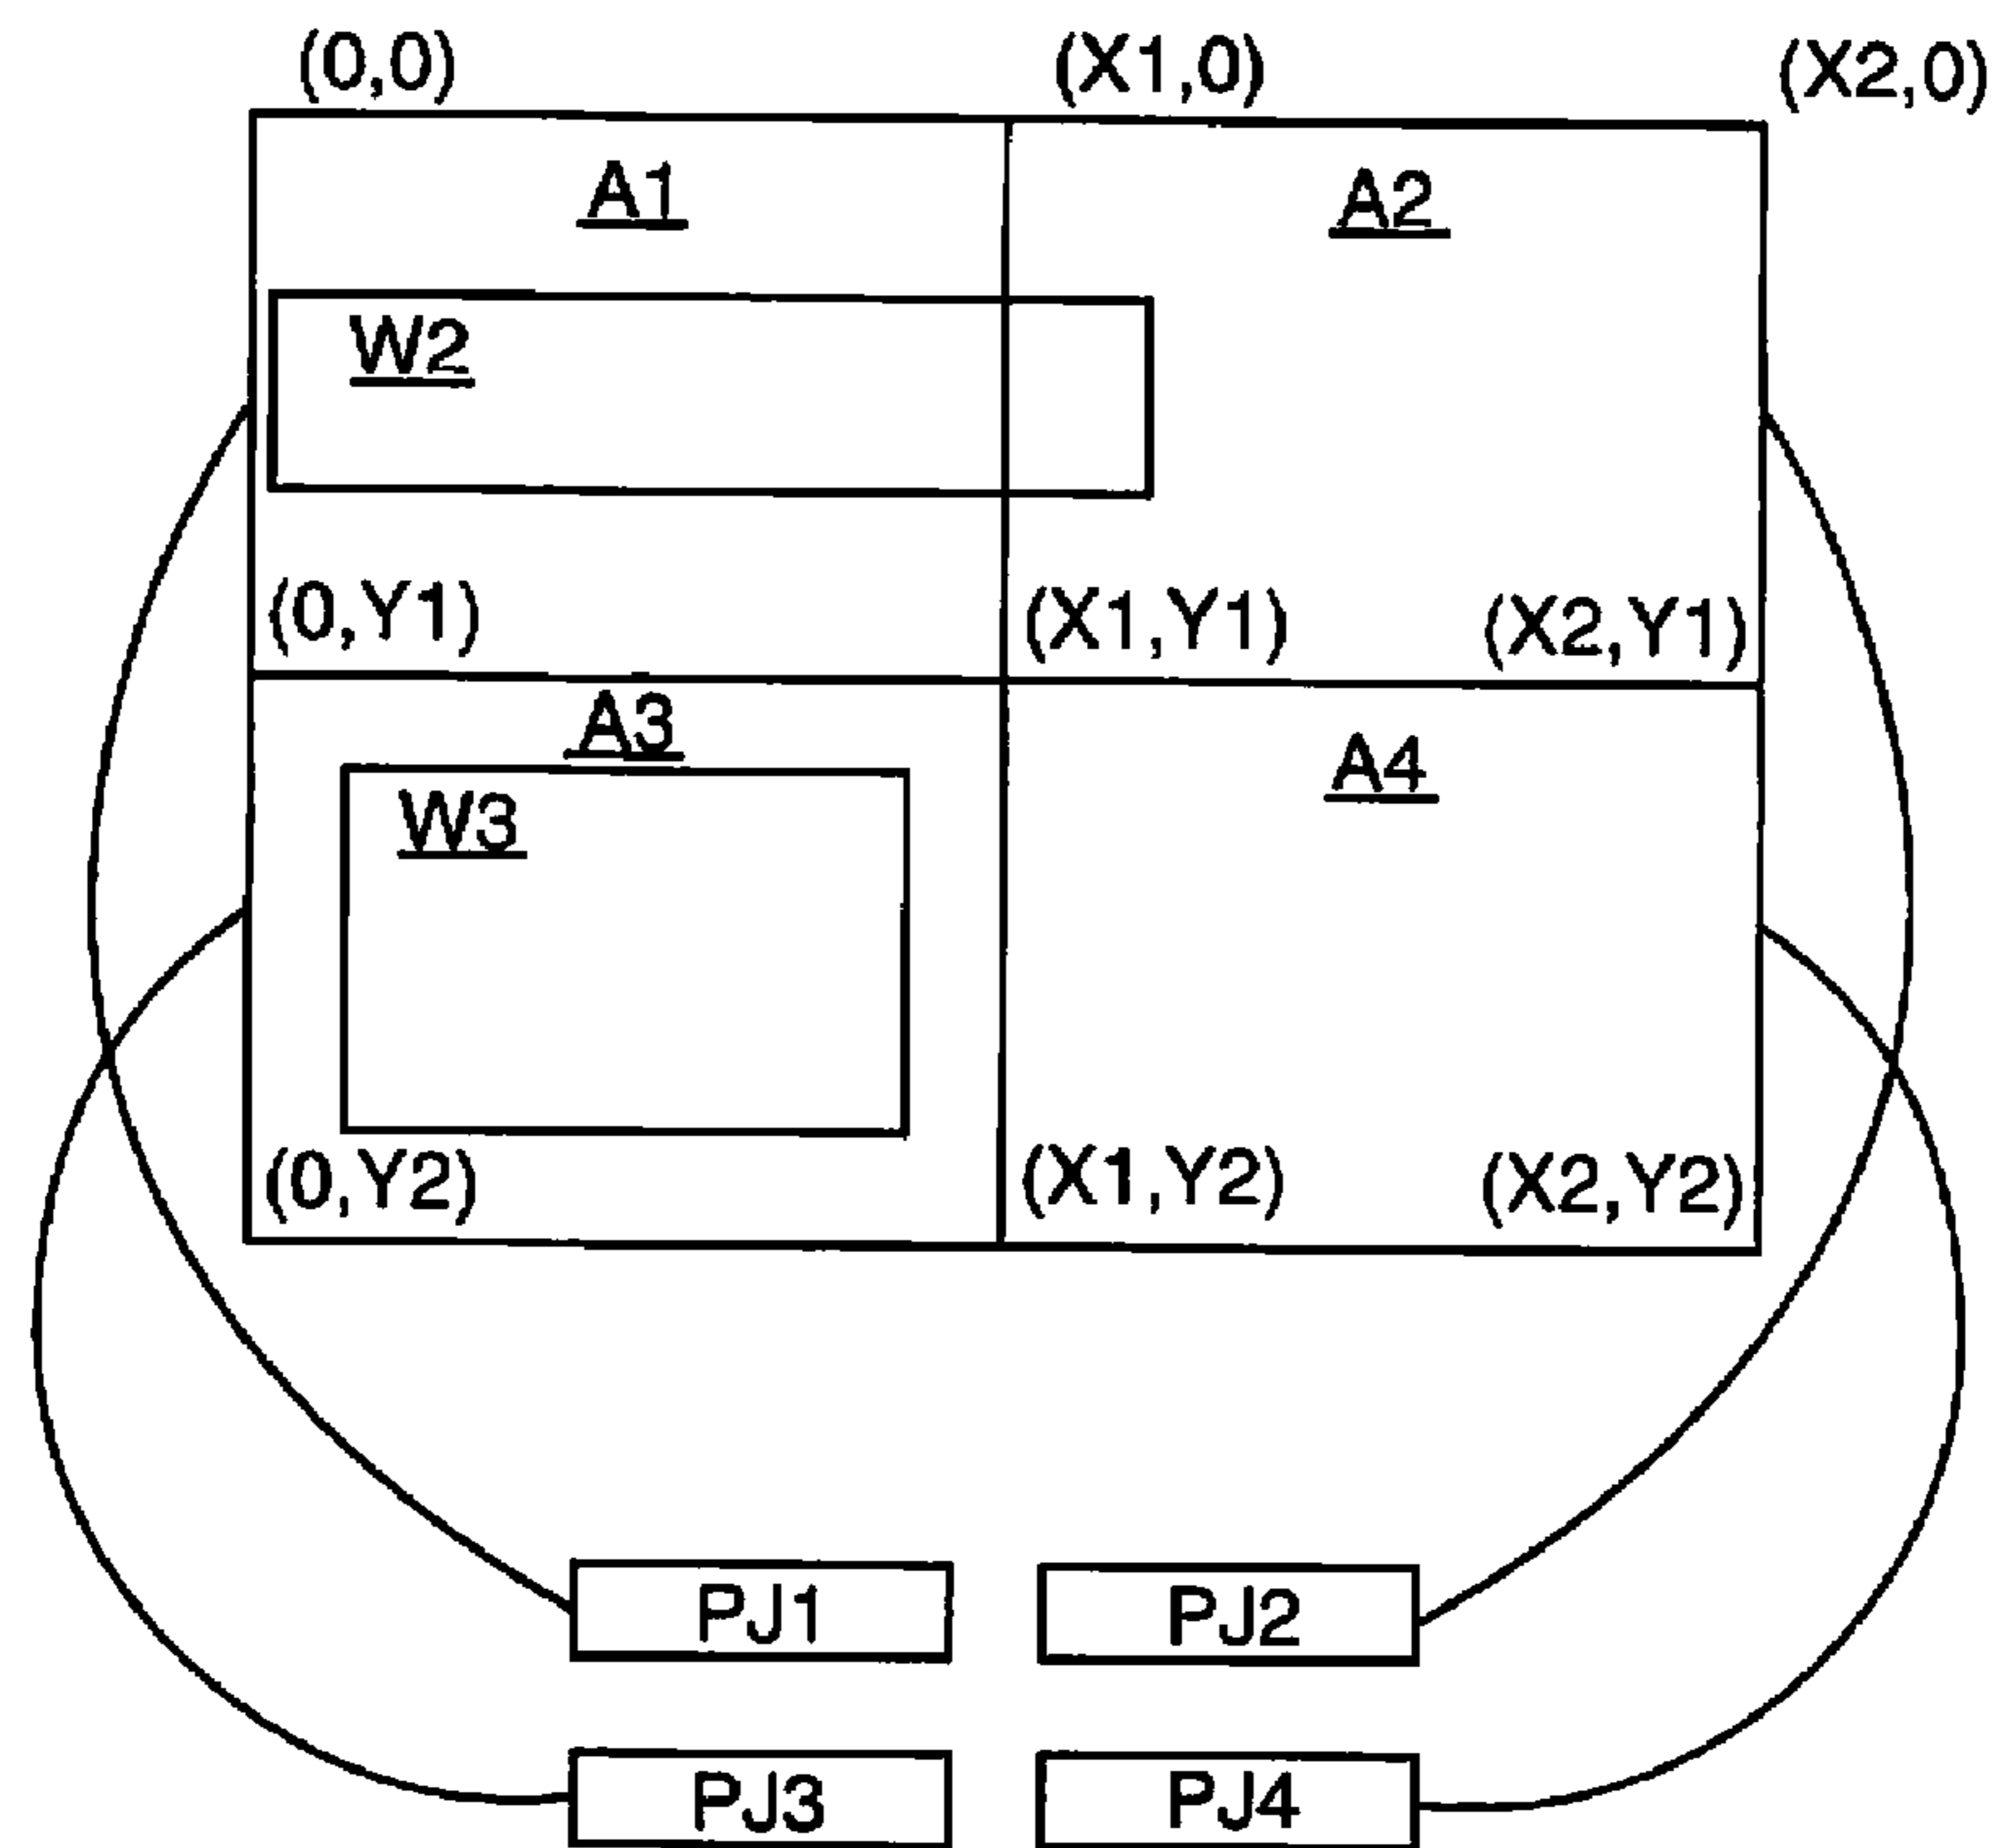 (0,0) (X1,0) (X2,0)
A1 A2
W2
(0,Y1) (X1,Y1) (X2,Y1)
A3 A4
W3
(0,Y2) (X1,Y2) (X2,Y2)
PJ1 PJ2
PJ3 PJ4